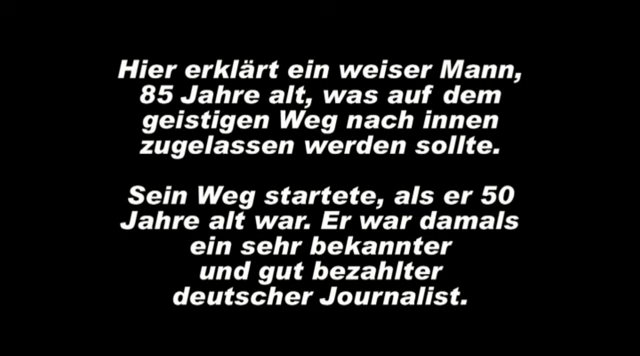 Hier erklärt ein weiser Mann,
85 Jahre alt, was auf dem
geistigen Weg nach innen
zugelassen werden sollte.
Sein Weg startete, als er 50
Jahre alt war. Er war damals
ein sehr bekannter
und gut bezahlter
deutscher Journalist.